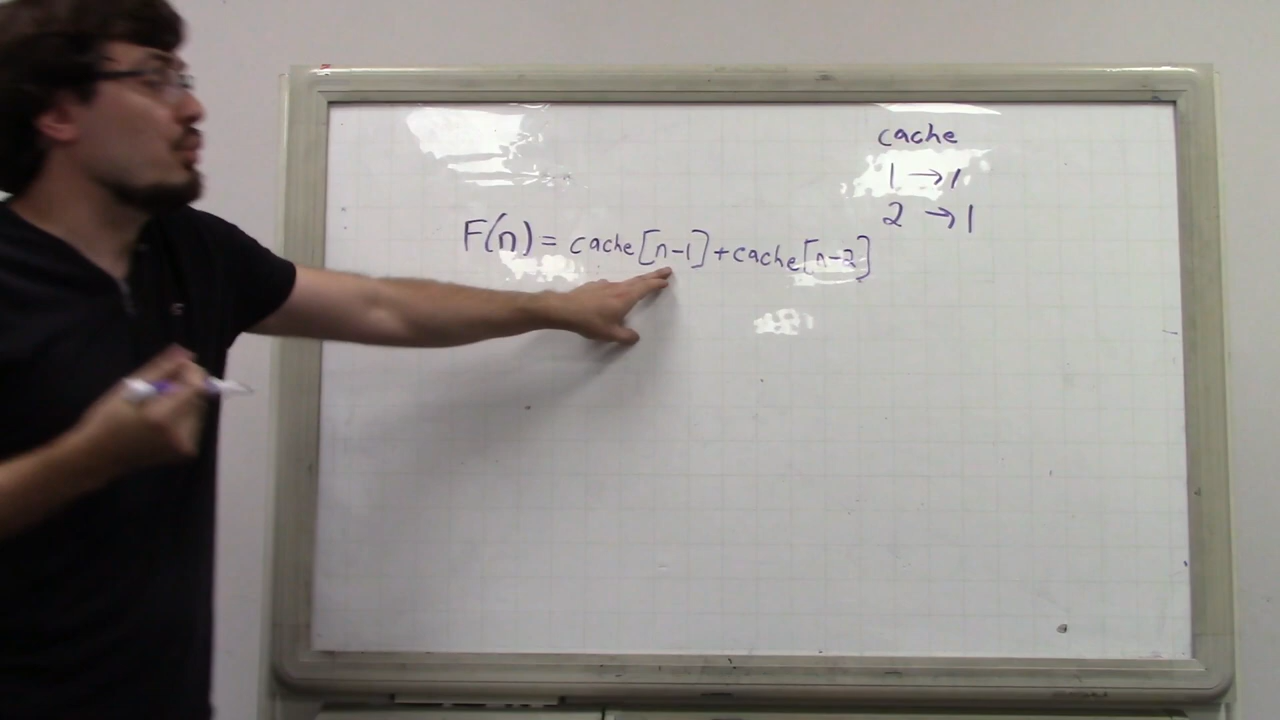 cache
1 → 1
2 → 1
F(n) = cache[n-1] + cache[n-2]